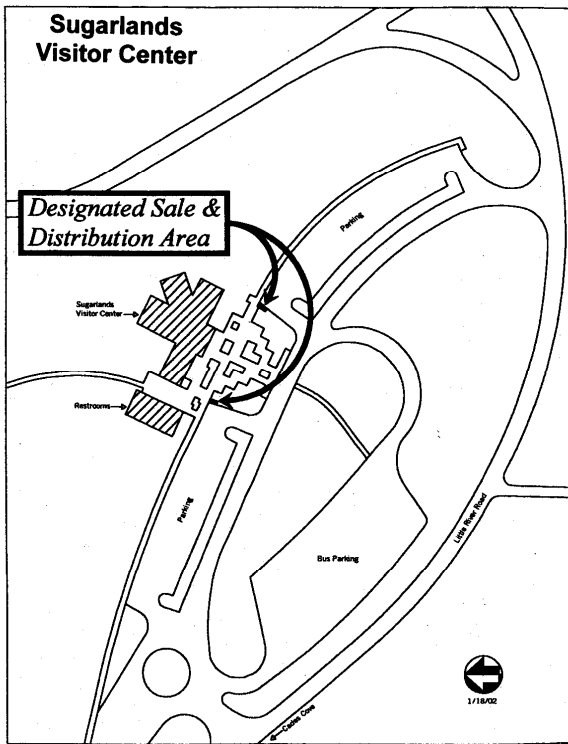 Sugarlands
Visitor Center
Designated Sale &
Distribution Area
Parking
Sugarlands
Visitor Center
Restrooms
Parking
Bus Parking
Little River Road
Cades Cove
1/18/02